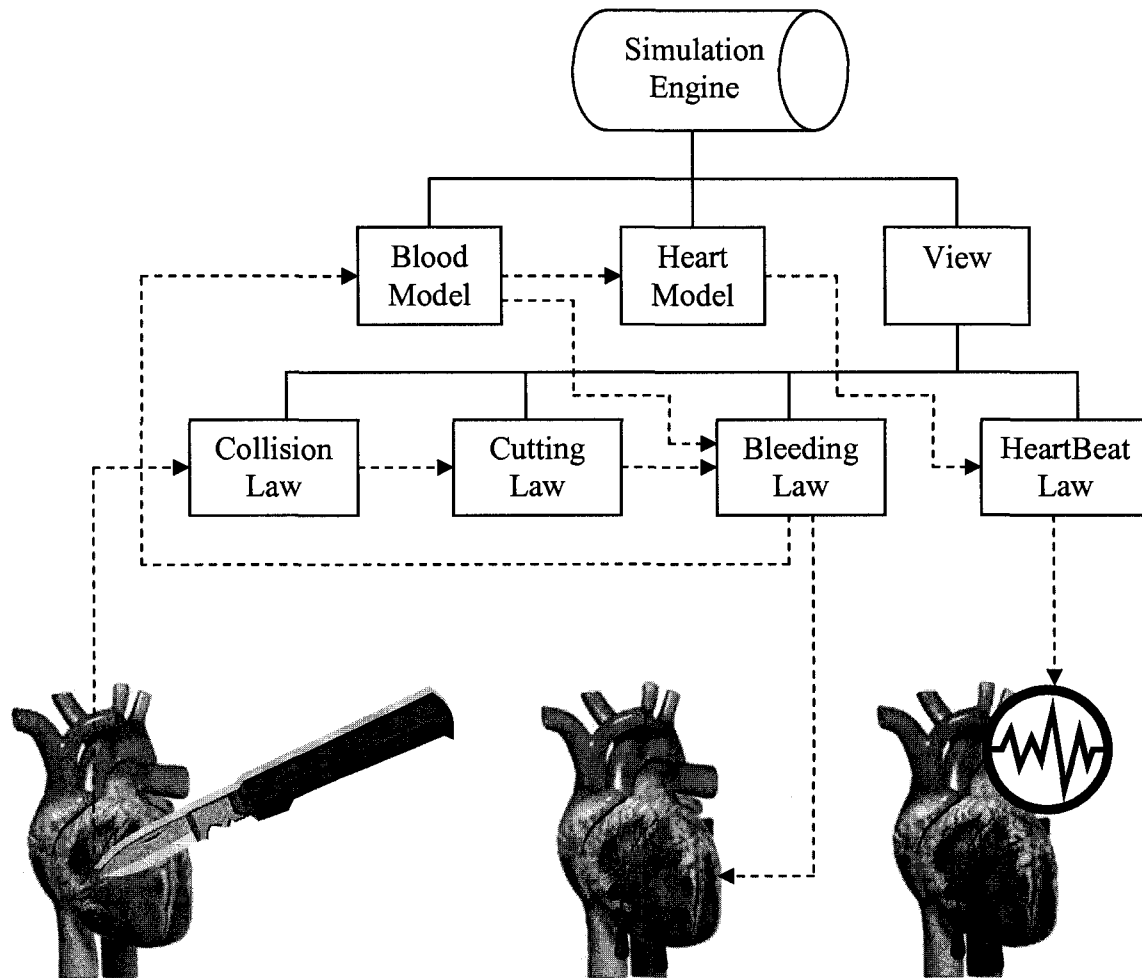 Simulation
Engine
Blood
Model
Heart
Model
View
Collision
Law
Cutting
Law
Bleeding
Law
HeartBeat
Law